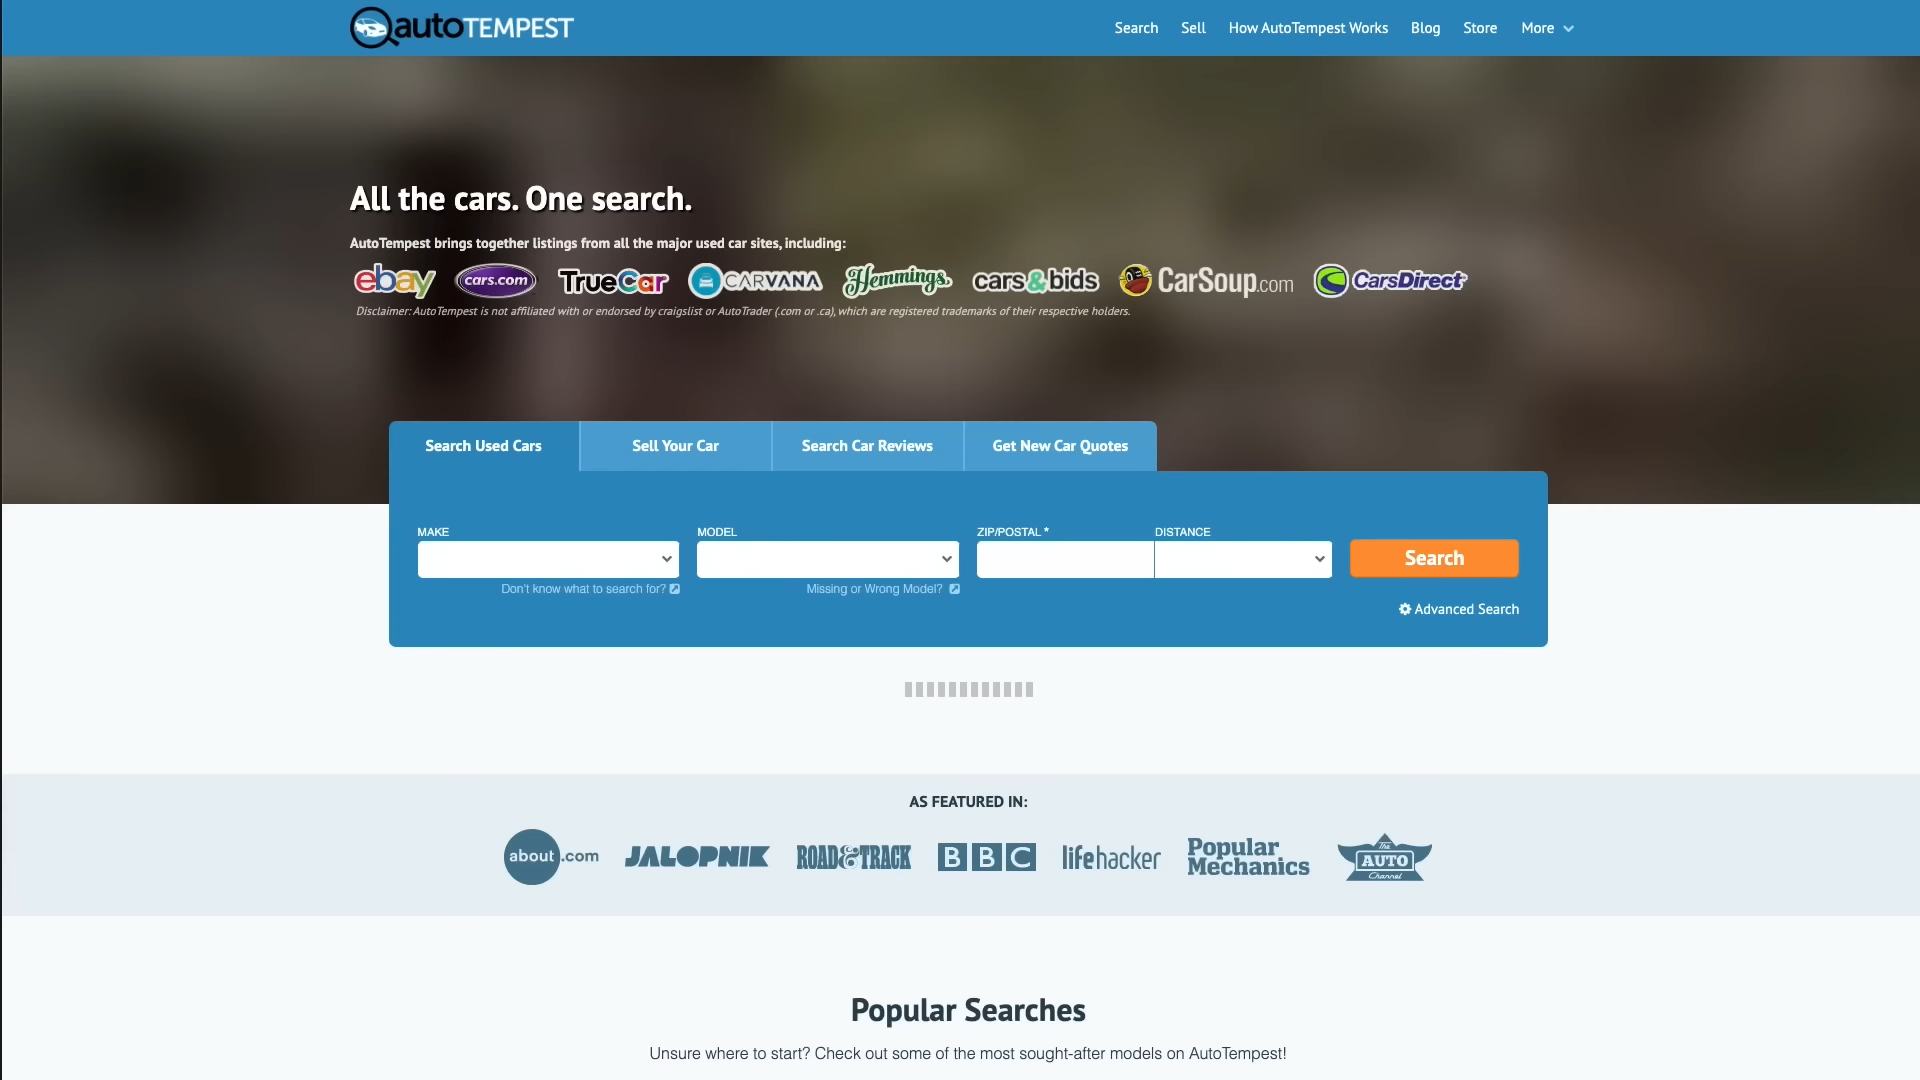 autoTEMPEST
Search Sell How AutoTempest Works Blog Store More
All the cars. One search.
AutoTempest brings together listings from all the major used car sites, including:
ebay cars.com TrueCar CARVANA Hemmings cars&bids CarSoup.com CarsDirect
Disclaimer: AutoTempest is not affiliated with or endorsed by craigslist or AutoTrader (.com or .ca), which are registered trademarks of their respective holders.
Search Used Cars Sell Your Car Search Car Reviews Get New Car Quotes
MAKE MODEL ZIP/POSTAL * DISTANCE
Search
Don't know what to search for? Missing or Wrong Model?
Advanced Search
AS FEATURED IN:
about.com JALOPNIK ROAD&TRACK BBC lifehacker Popular Mechanics The AUTO Channel
Popular Searches
Unsure where to start? Check out some of the most sought-after models on AutoTempest!